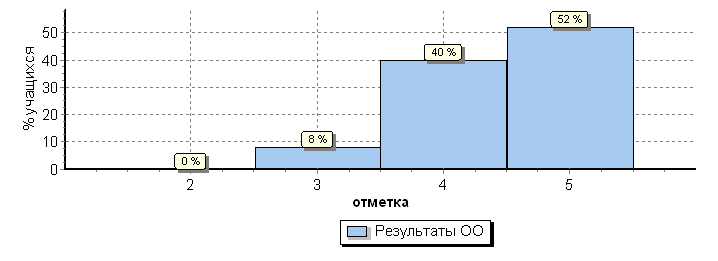 % учащихся
50
40
30
20
10
0
0 %
8 %
40 %
52 %
2 3 4 5
отметка
Результаты ОО